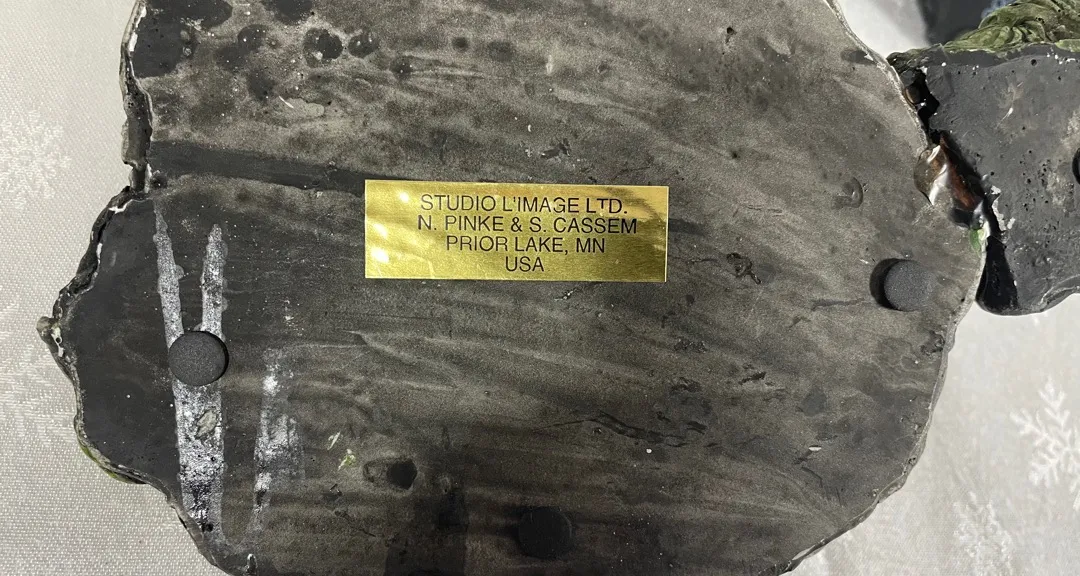 STUDIO L'IMAGE LTD.
N. PINKE & S. CASSEM
PRIOR LAKE, MN
USA